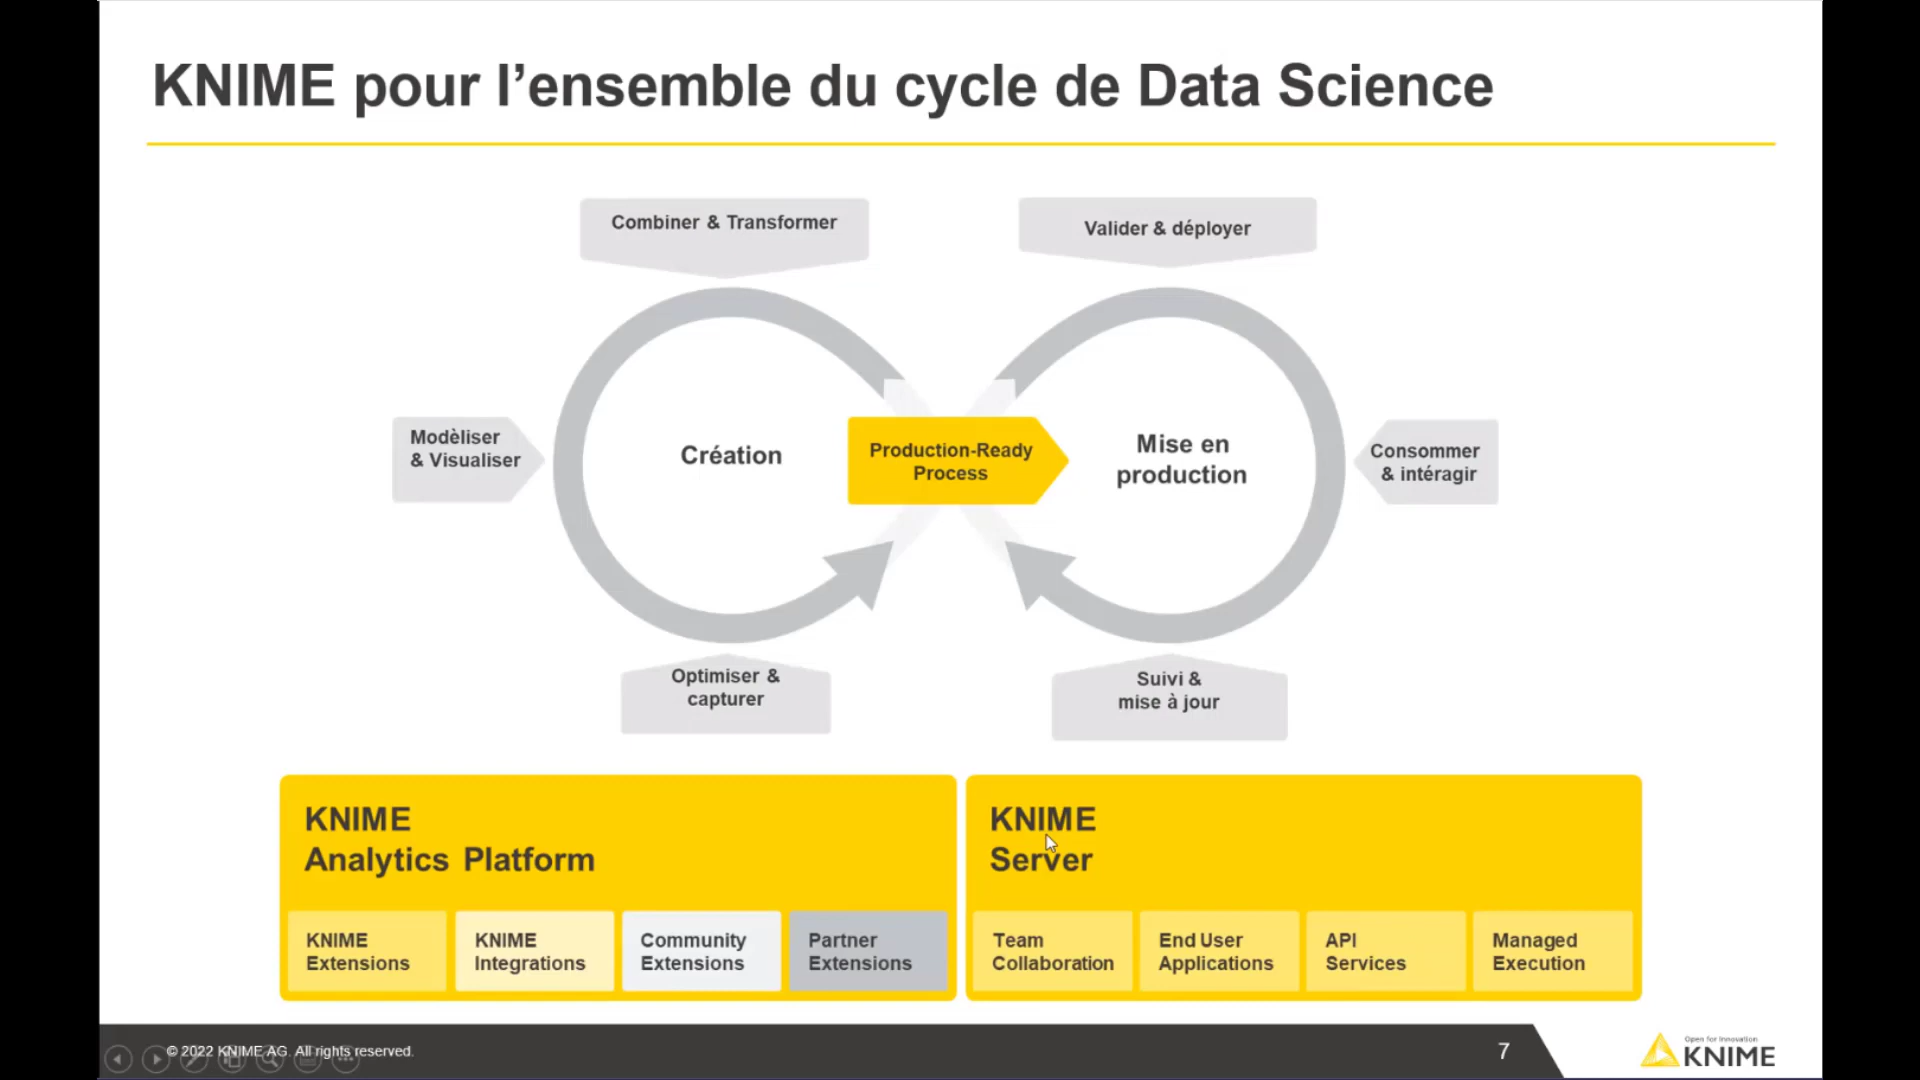 KNIME pour l’ensemble du cycle de Data Science
Combiner & Transformer
Valider & déployer
Modèliser
& Visualiser
Création
Production-Ready
Process
Mise en
production
Consommer
& intéragir
Optimiser &
capturer
Suivi &
mise à jour
KNIME
Analytics Platform
KNIME
Extensions
KNIME
Integrations
Community
Extensions
Partner
Extensions
KNIME
Server
Team
Collaboration
End User
Applications
API
Services
Managed
Execution
© 2022 KNIME AG. All rights reserved.
7
Open for Innovation
KNIME